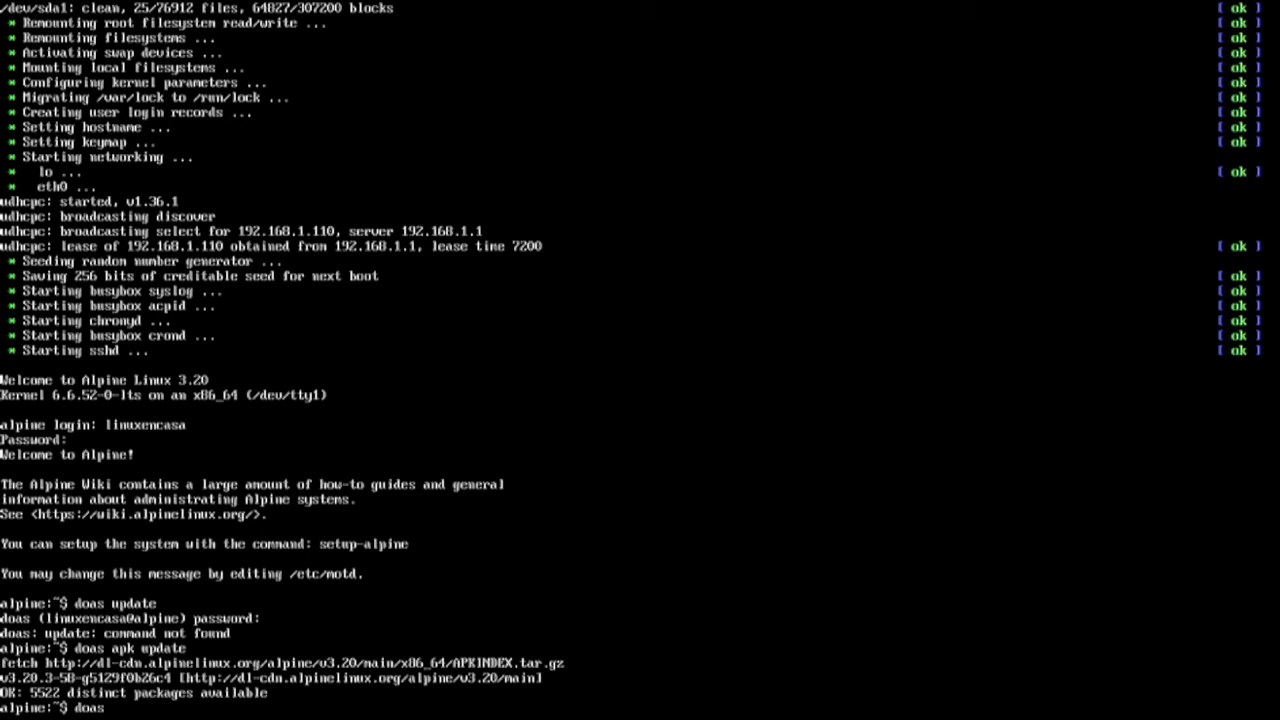 /dev/sda1: clean, 25/76912 files, 64827/307200 blocks [ ok ]
* Remounting root filesystem read/write ... [ ok ]
* Remounting filesystems ... [ ok ]
* Activating swap devices ... [ ok ]
* Mounting local filesystems ... [ ok ]
* Configuring kernel parameters ... [ ok ]
* Migrating /var/lock to /run/lock ... [ ok ]
* Creating user login records ... [ ok ]
* Setting hostname ... [ ok ]
* Setting keymap ... [ ok ]
* Starting networking ...
* lo ... [ ok ]
* eth0 ...
udhcpc: started, v1.36.1
udhcpc: broadcasting discover
udhcpc: broadcasting select for 192.168.1.110, server 192.168.1.1
udhcpc: lease of 192.168.1.110 obtained from 192.168.1.1, lease time 7200 [ ok ]
* Seeding random number generator ...
* Saving 256 bits of creditable seed for next boot [ ok ]
* Starting busybox syslog ... [ ok ]
* Starting busybox acpid ... [ ok ]
* Starting chronyd ... [ ok ]
* Starting busybox crond ... [ ok ]
* Starting sshd ... [ ok ]
Welcome to Alpine Linux 3.20
Kernel 6.6.52-0-lts on an x86_64 (/dev/tty1)
alpine login: linuxencasa
Password:
Welcome to Alpine!
The Alpine Wiki contains a large amount of how-to guides and general
information about administrating Alpine systems.
See <https://wiki.alpinelinux.org/>.
You can setup the system with the command: setup-alpine
You may change this message by editing /etc/motd.
alpine:~$ doas update
doas (linuxencasa@alpine) password:
doas: update: command not found
alpine:~$ doas apk update
fetch http://dl-cdn.alpinelinux.org/alpine/v3.20/main/x86_64/APKINDEX.tar.gz
v3.20.3-58-g5129f0b26c4 [http://dl-cdn.alpinelinux.org/alpine/v3.20/main]
OK: 5522 distinct packages available
alpine:~$ doas